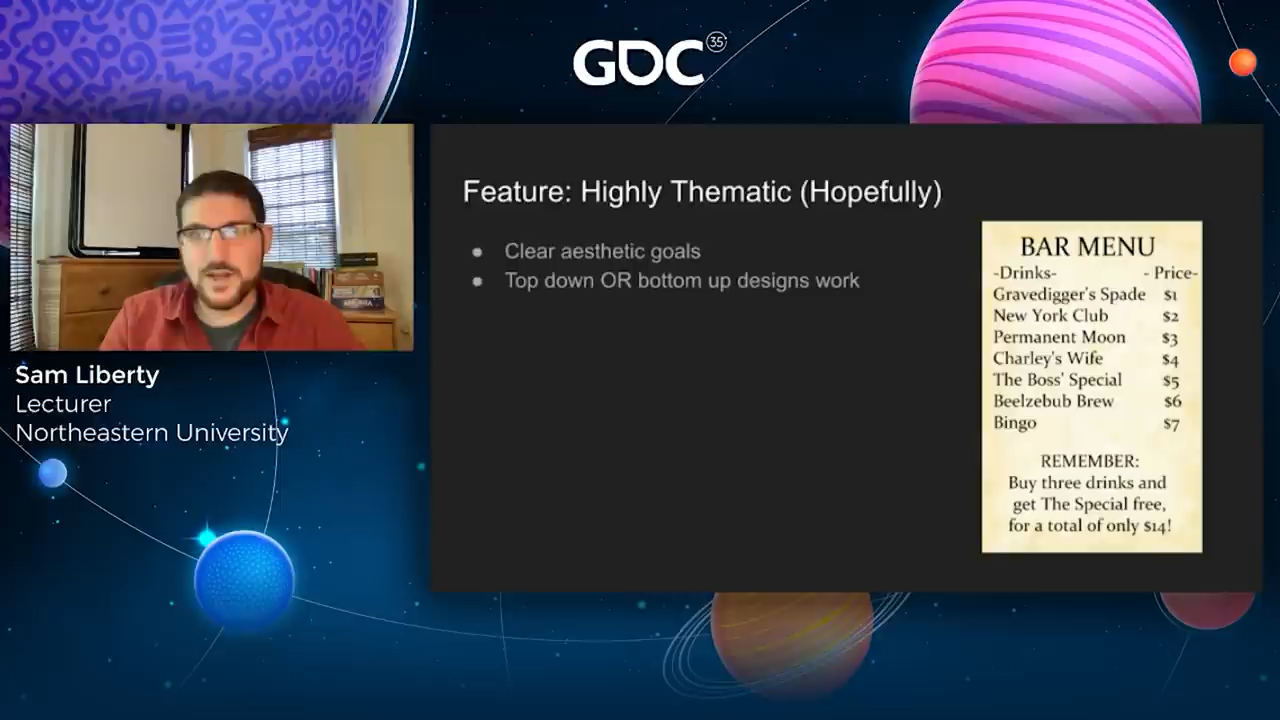 GDC 35
Feature: Highly Thematic (Hopefully)
● Clear aesthetic goals
● Top down OR bottom up designs work
BAR MENU
-Drinks- - Price-
Gravedigger's Spade $1
New York Club $2
Permanent Moon $3
Charley's Wife $4
The Boss' Special $5
Beelzebub Brew $6
Bingo $7
REMEMBER:
Buy three drinks and
get The Special free,
for a total of only $14!
Sam Liberty
Lecturer
Northeastern University